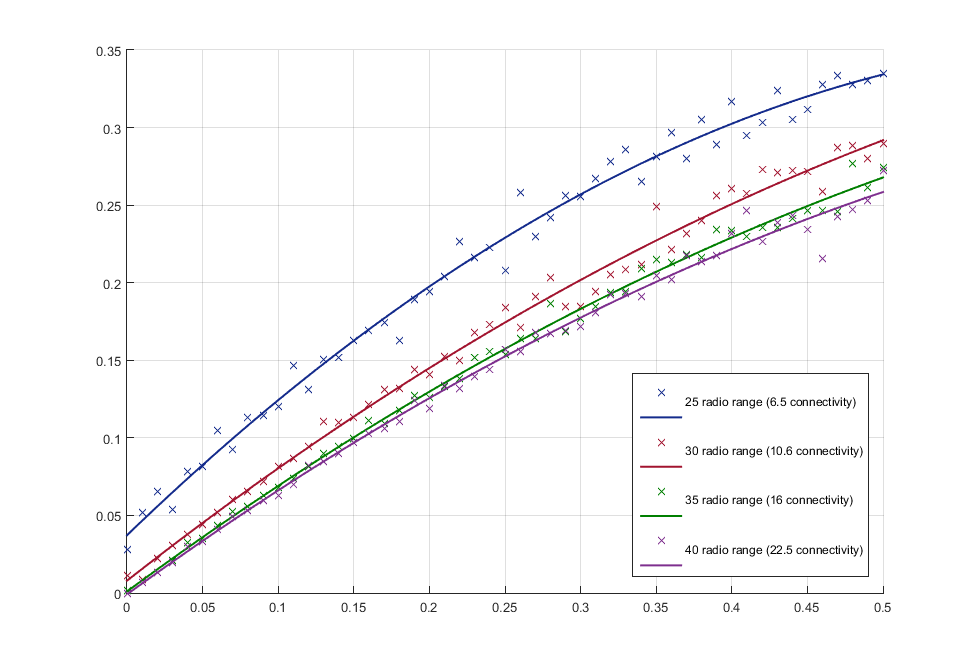 0.35
0.3
0.25
0.2
0.15
0.1
0.05
0
25 radio range (6.5 connectivity)
30 radio range (10.6 connectivity)
35 radio range (16 connectivity)
40 radio range (22.5 connectivity)
0 0.05 0.1 0.15 0.2 0.25 0.3 0.35 0.4 0.45 0.5